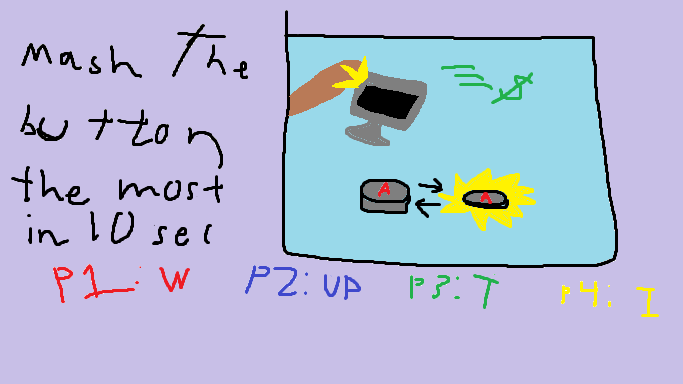 Mash The
button
the most
in 10 sec
A
A
P1: W
P2: UP
P3: T
P4: I